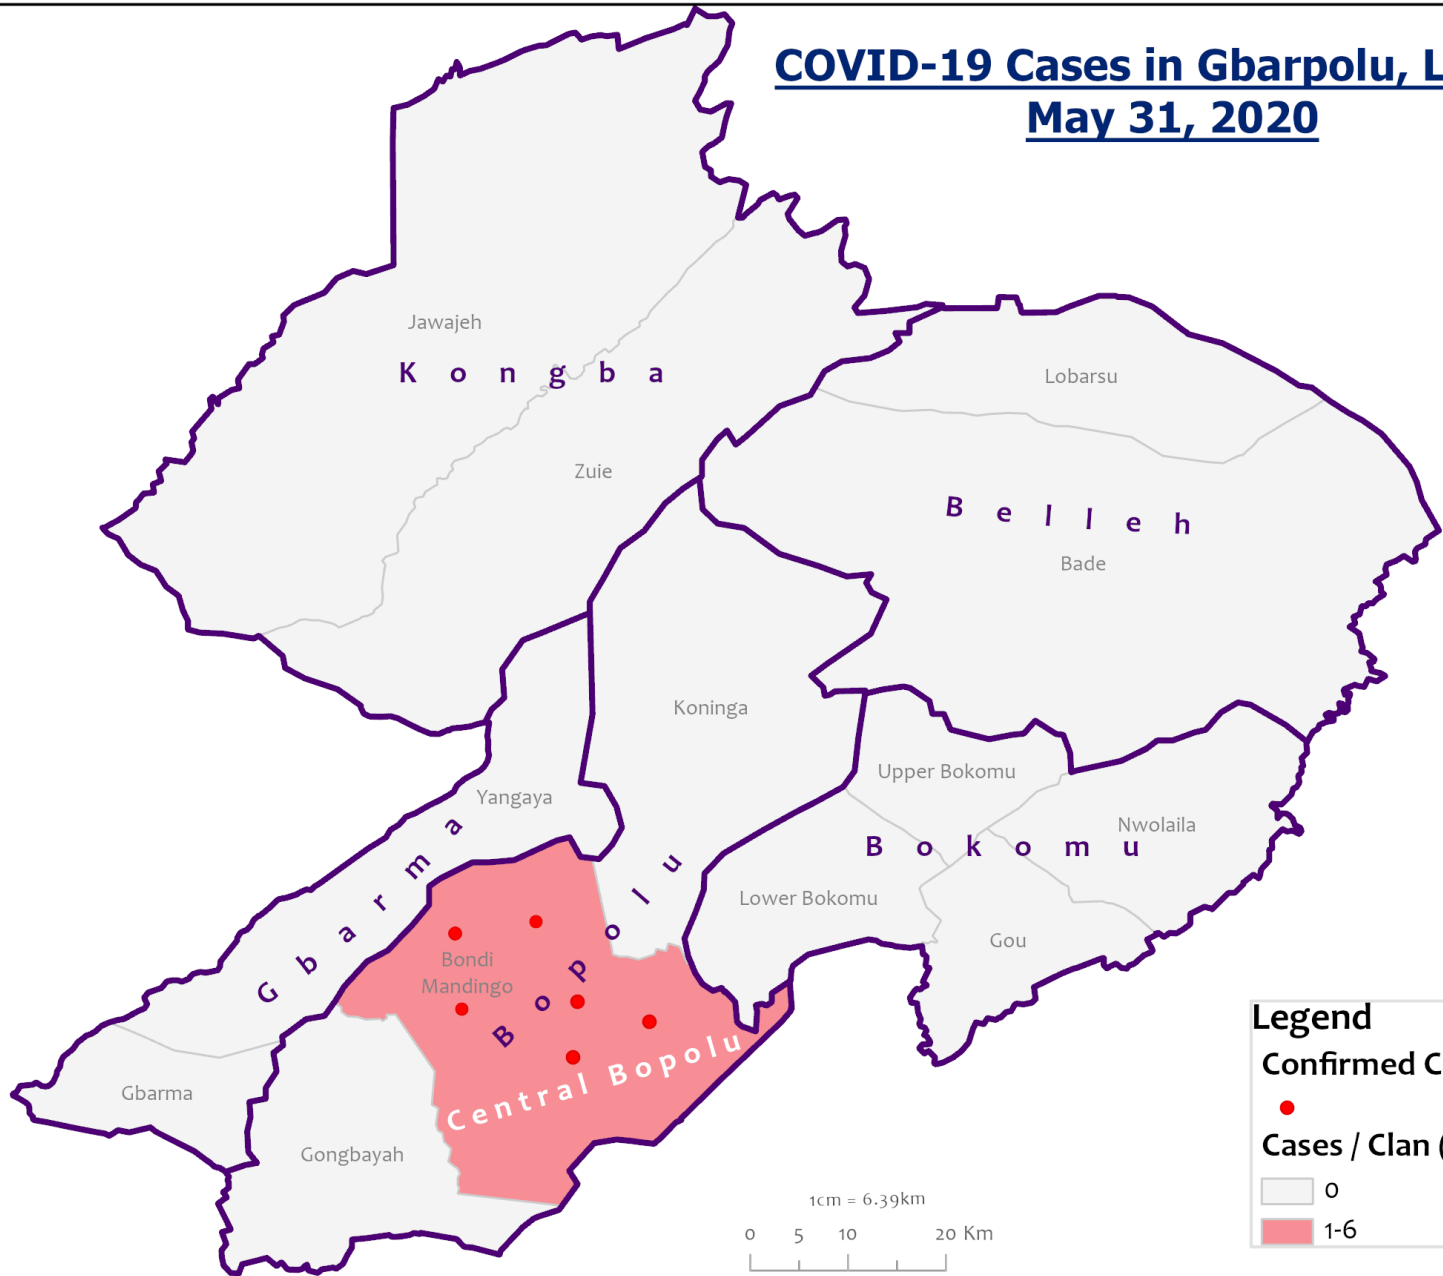 COVID-19 Cases in Gbarpolu, L
May 31, 2020
Jawajeh
Kongba
Lobarsu
Zuie
Belleh
Bade
Koninga
Upper Bokomu
Yangaya
Nwolaila
Bokomu
Gbarma
Lower Bokomu
Gou
Bopolu
Bondi
Mandingo
Central Bopolu
Gbarma
Gongbayah
1cm = 6.39km
0 5 10 20 Km
Legend
Confirmed C
Cases / Clan (
0
1-6